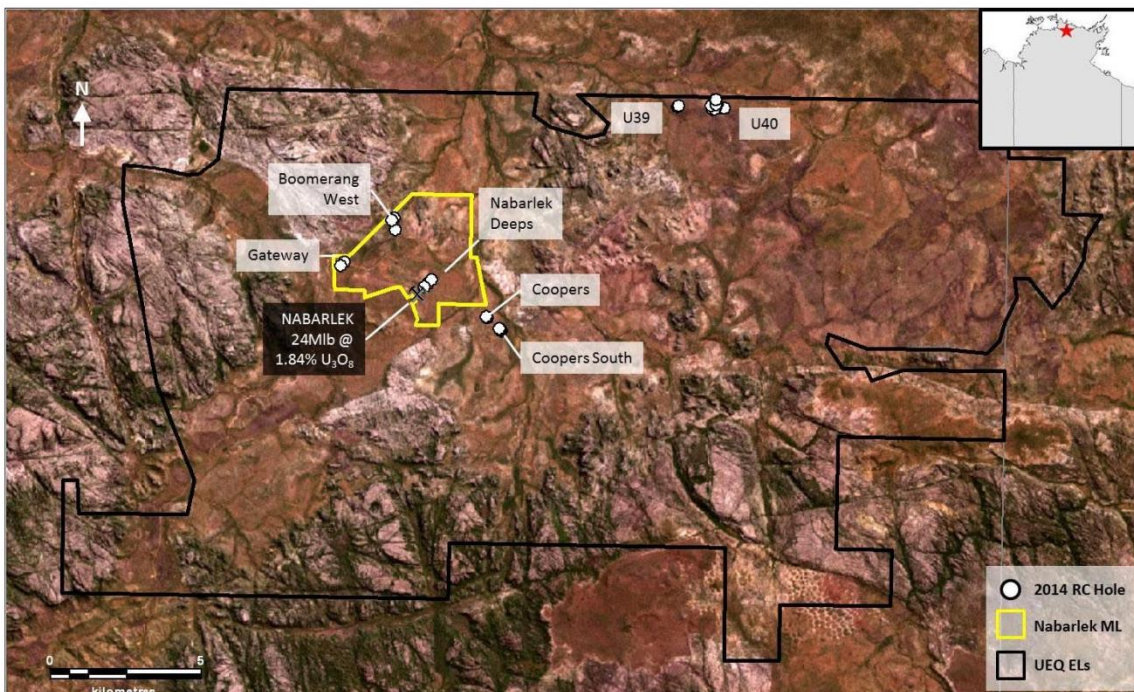 N
U39
U40
Boomerang
West
Nabarlek
Deeps
Gateway
Coopers
NABARLEK
24Mlb @
1.84% U₃O₈
Coopers South
2014 RC Hole
Nabarlek ML
UEQ ELs
0
5
kilometres